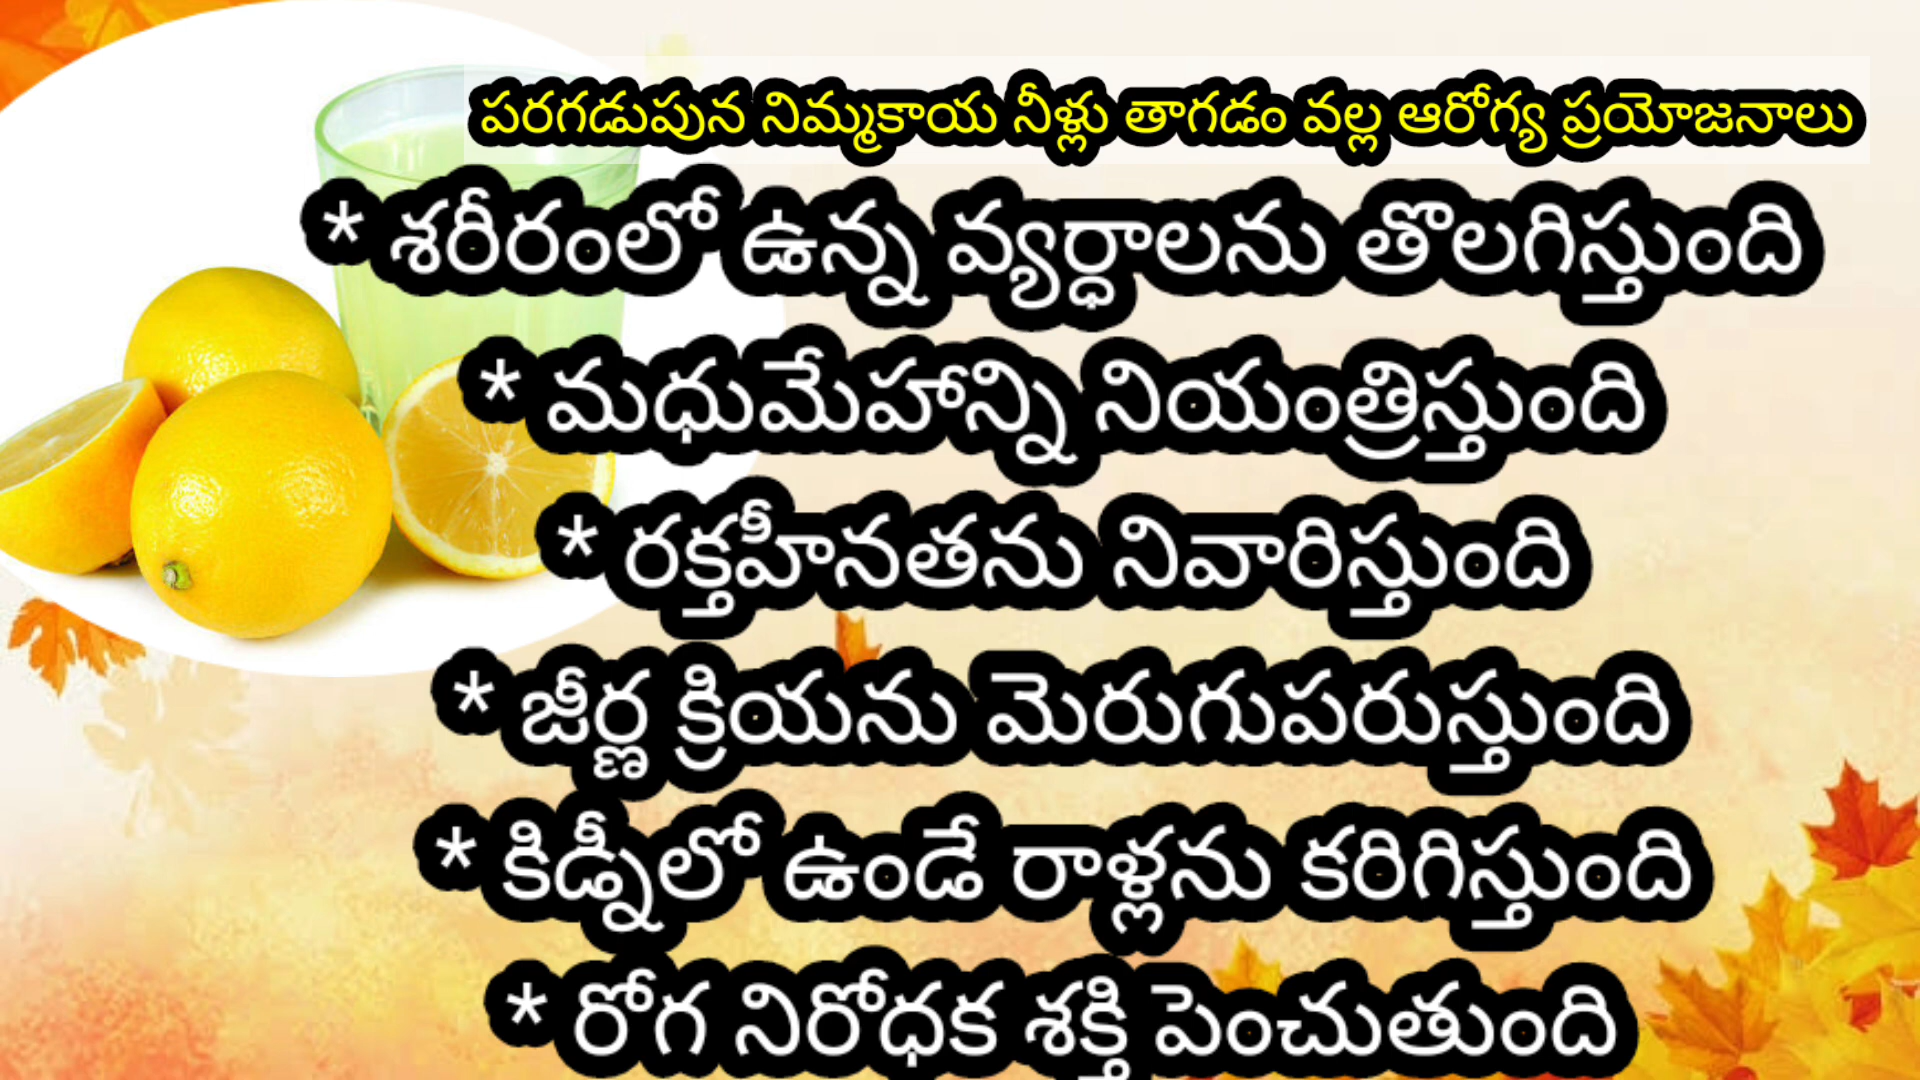 పరగడుపున నిమ్మకాయ నీళ్లు తాగడం వల్ల ఆరోగ్య ప్రయోజనాలు
* శరీరంలో ఉన్న వ్యర్ధాలను తొలగిస్తుంది
* మధుమేహాన్ని నియంత్రిస్తుంది
* రక్తహీనతను నివారిస్తుంది
* జీర్ణ క్రియను మెరుగుపరుస్తుంది
* కిడ్నీలో ఉండే రాళ్లను కరిగిస్తుంది
* రోగ నిరోధక శక్తి పెంచుతుంది